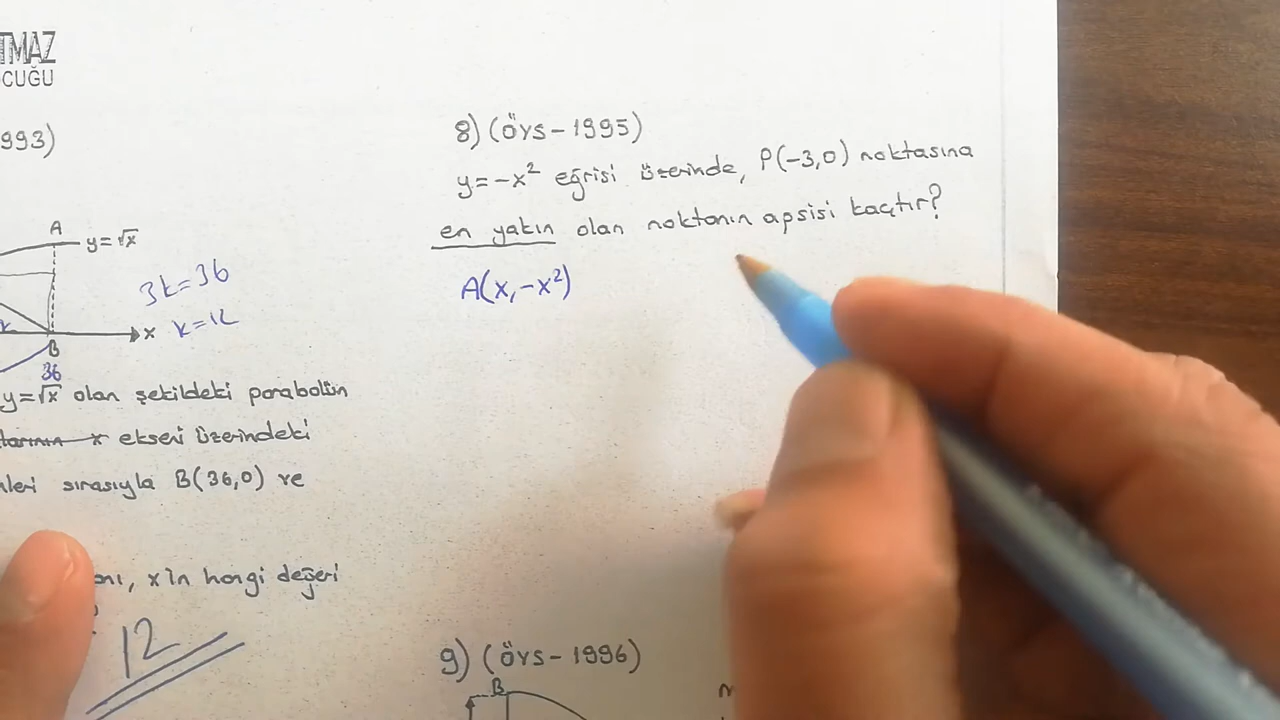 TMAZ
CUĞU
993)
A
y=√x
3k=36
k=12
x
B
36
y=√x olan şekildeki parabolün
larının x ekseni üzerindeki
leri sırasıyla B(36,0) ve
, x'in hangi değeri
12
8) (ÖYS-1995)
y=-x² eğrisi üzerinde, P(-3,0) noktasına
en yakın olan noktanın apsisi kaçtır?
A(x,-x²)
9) (ÖYS-1996)
B